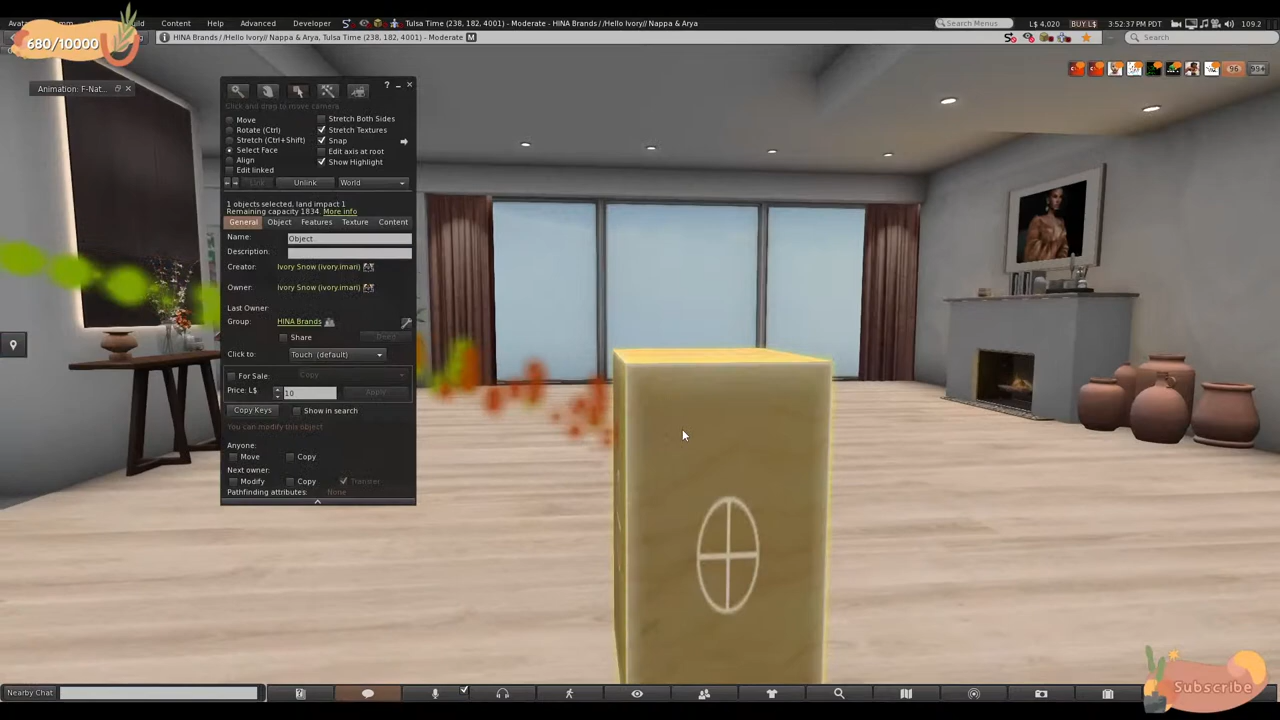 Build Content Help Advanced Developer Tulsa Time (238, 182, 4001) - Moderate - HINA Brands / /Hello Ivory// Nappa & Arya Search Menus L$ 4,020 BUY L$ 3:52:37 PM PDT 109.2
680/10000
HINA Brands / /Hello Ivory// Nappa & Arya, Tulsa Time (238, 182, 4001) - Moderate M Search
96 99+
Animation: F-Nat...
Click and drag to move camera
Move
Rotate (Ctrl)
Stretch (Ctrl+Shift)
Select Face
Align
Edit linked
Stretch Both Sides
Stretch Textures
Snap
Edit axis at root
Show Highlight
Link Unlink World
1 objects selected, land impact 1
Remaining capacity 1834. More info
General Object Features Texture Content
Name: Object
Description:
Creator: Ivory Snow (ivory.imari)
Owner: Ivory Snow (ivory.imari)
Last Owner:
Group: HINA Brands
Share Deed
Click to: Touch (default)
For Sale: Copy
Price: L$ 10 Apply
Copy Keys Show in search
You can modify this object
Anyone:
Move Copy
Next owner:
Modify Copy Transfer
Pathfinding attributes: None
Nearby Chat
Subscribe